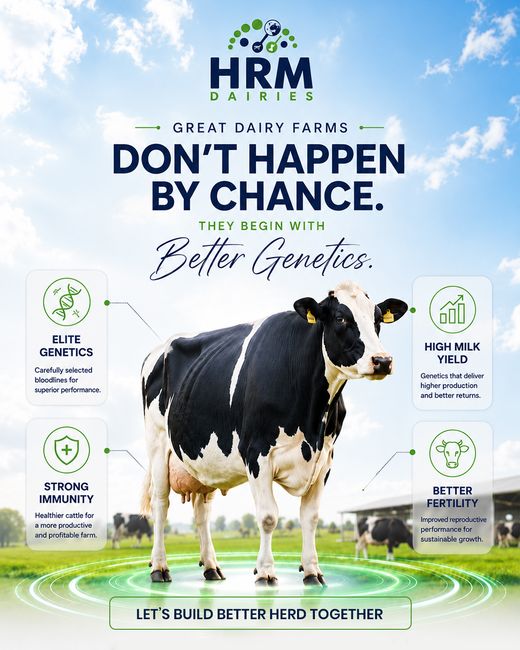 HRM
DAIRIES
GREAT DAIRY FARMS
DON'T HAPPEN
BY CHANCE.
THEY BEGIN WITH
Better Genetics.
ELITE
GENETICS
Carefully selected
bloodlines for
superior performance.
HIGH MILK
YIELD
Genetics that deliver
higher production
and better returns.
STRONG
IMMUNITY
Healthier cattle for
a more productive
and profitable farm.
BETTER
FERTILITY
Improved reproductive
performance for
sustainable growth.
LET'S BUILD BETTER HERD TOGETHER